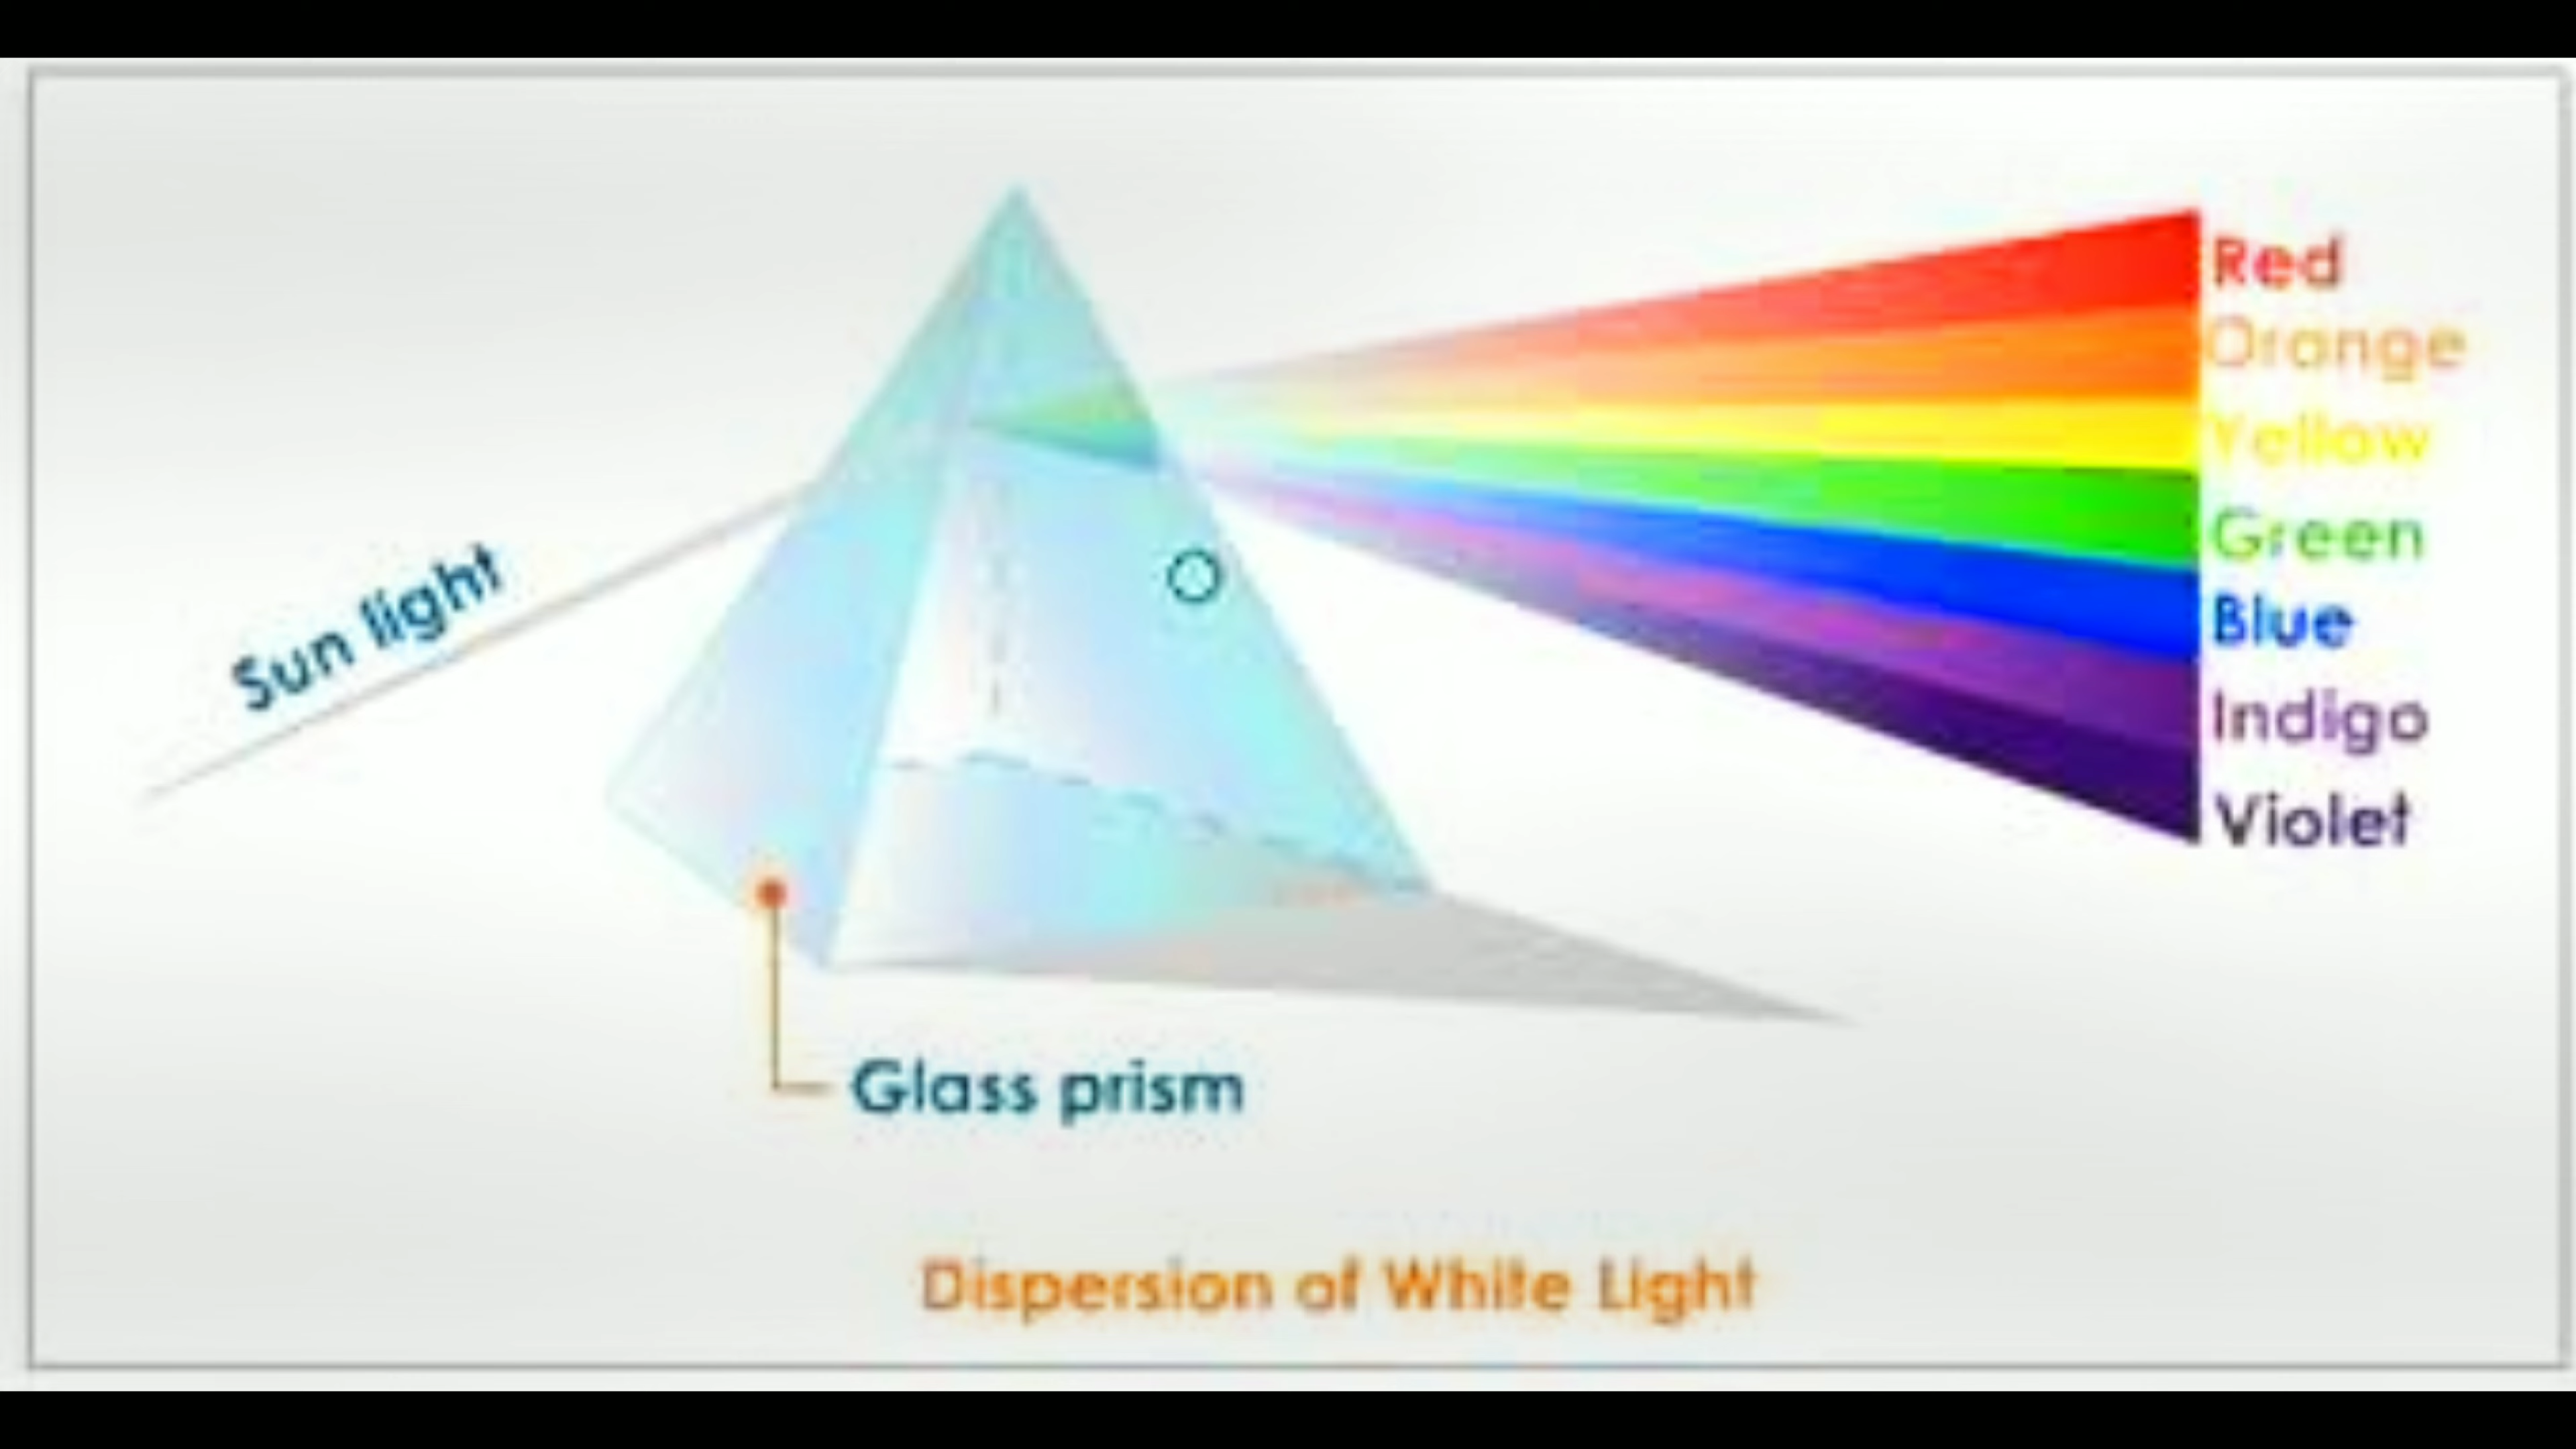 Red
Orange
Yellow
Green
Blue
Indigo
Violet
Sun light
Glass prism
Dispersion of White Light